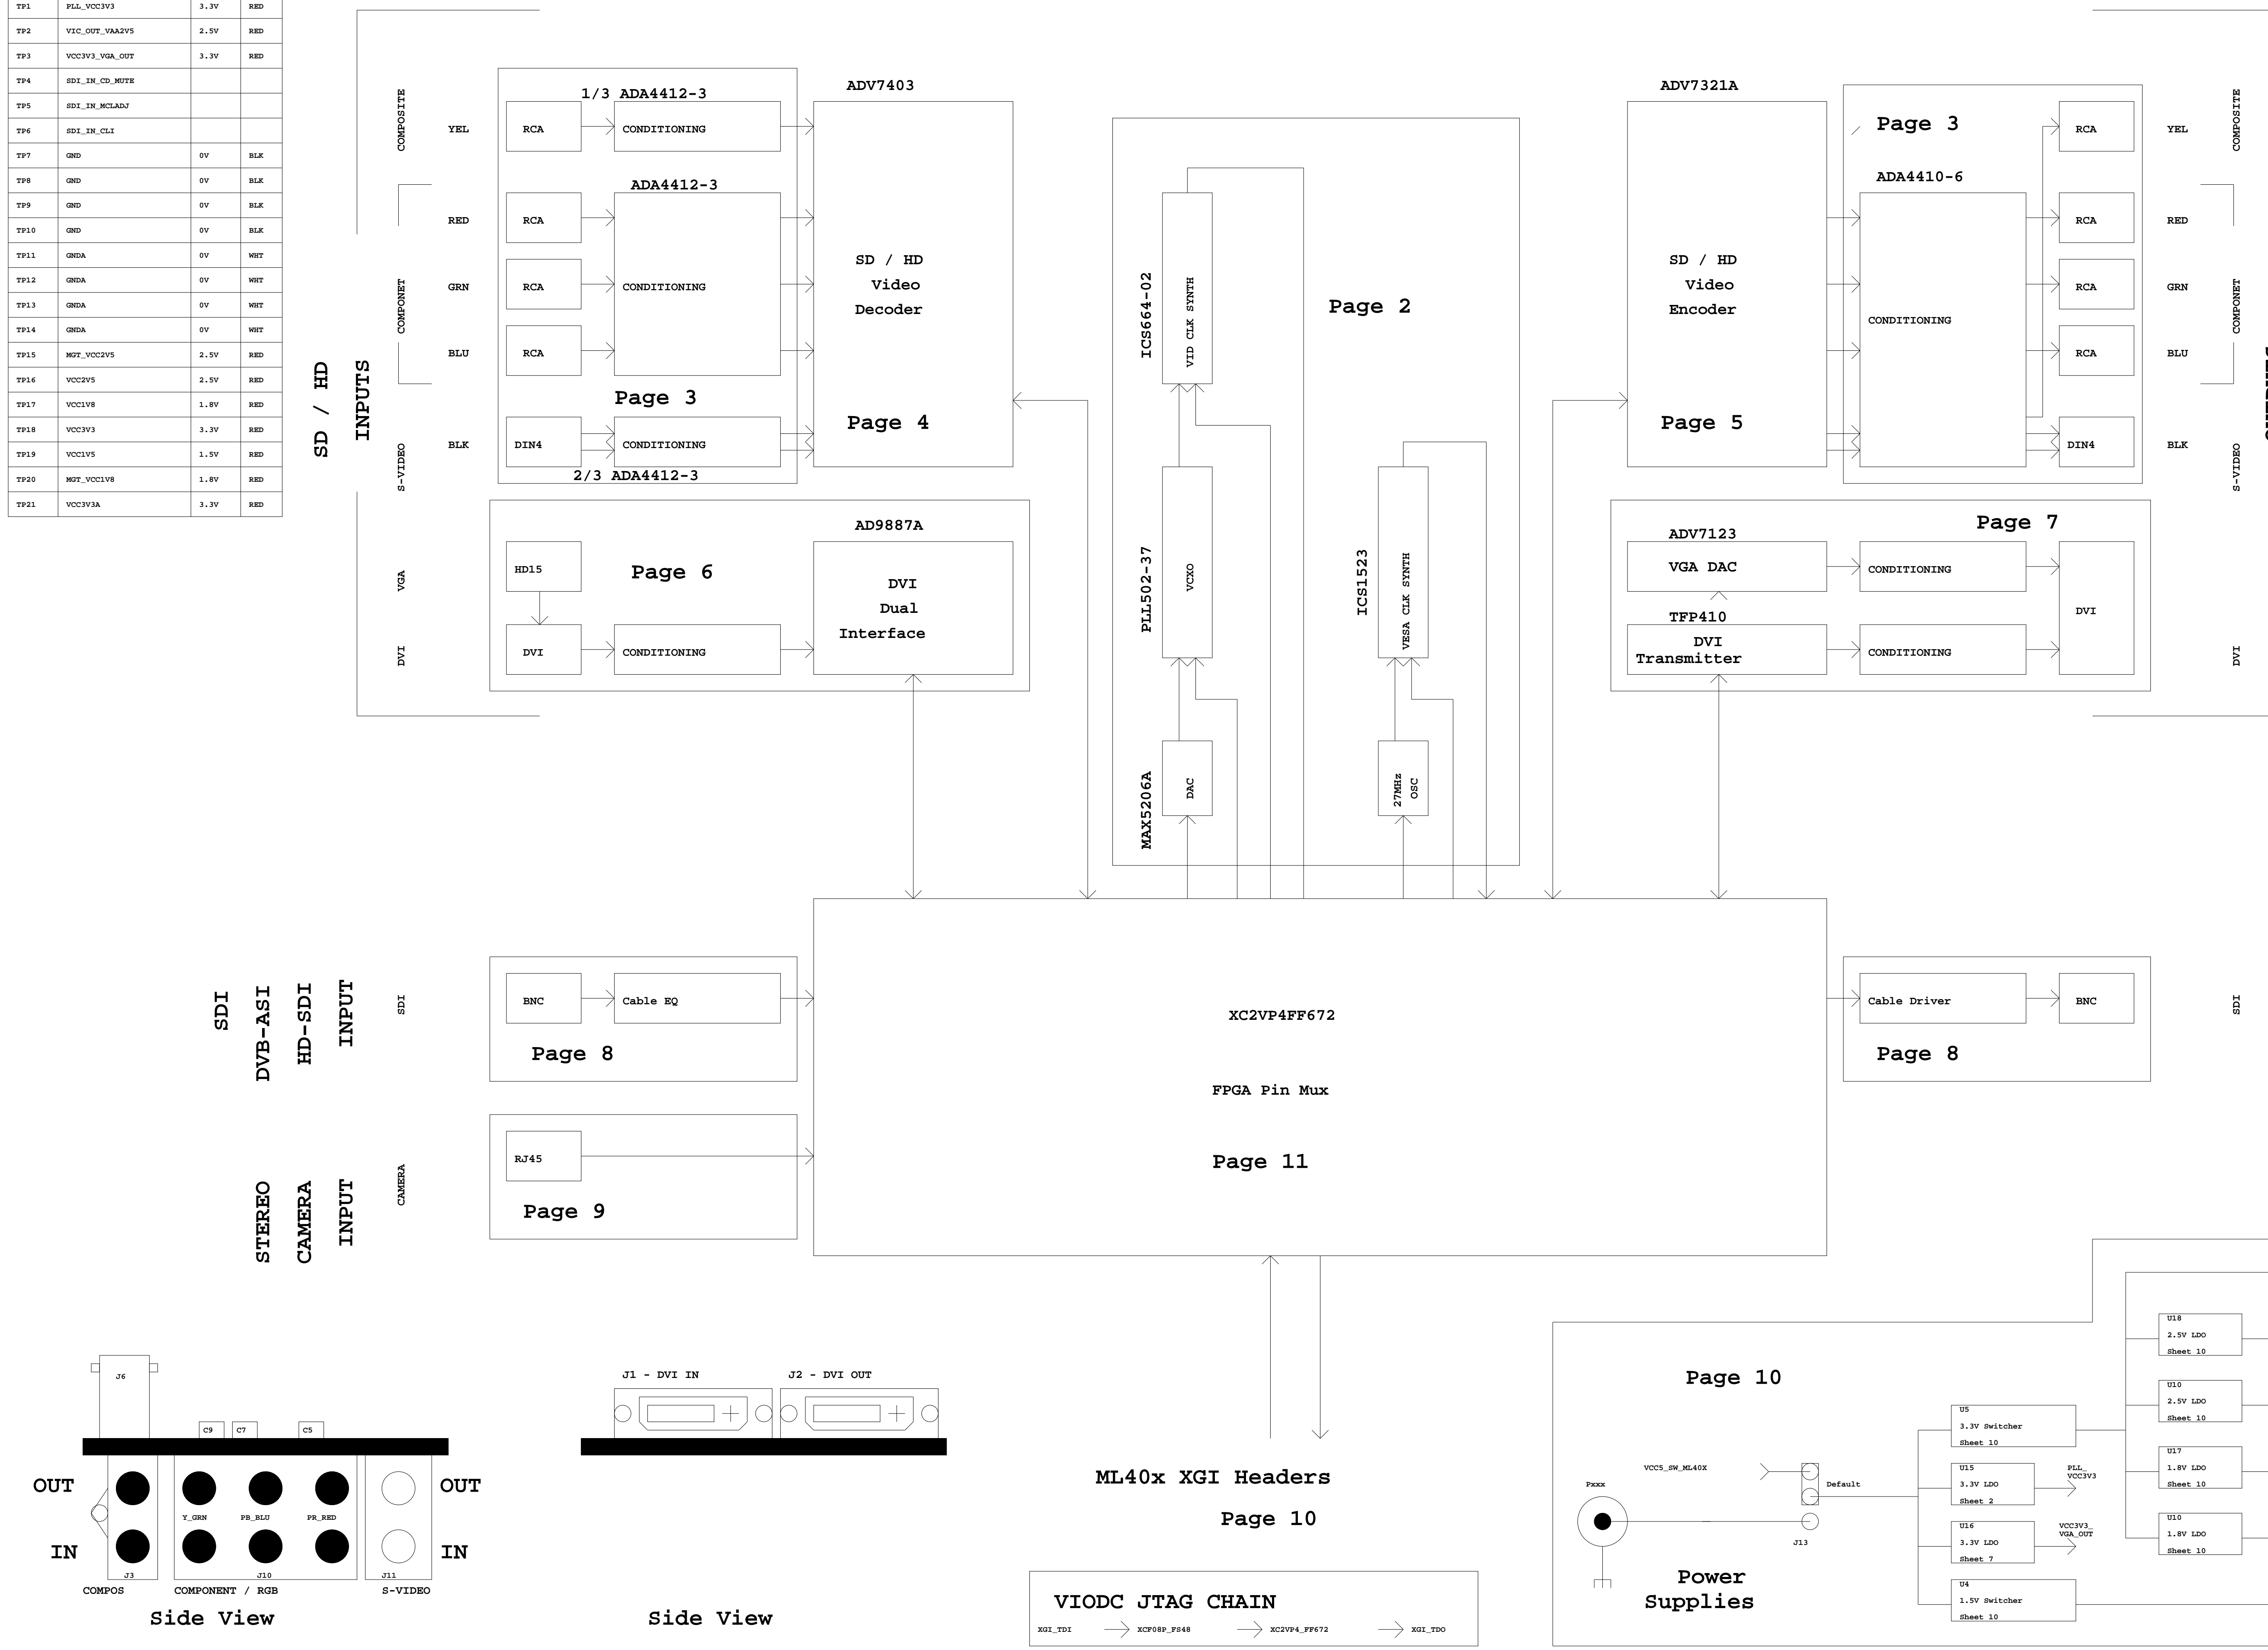 TP1 PLL_VCC3V3 3.3V RED
TP2 VIC_OUT_VAA2V5 2.5V RED
TP3 VCC3V3_VGA_OUT 3.3V RED
TP4 SDI_IN_CD_MUTE
TP5 SDI_IN_MCLADJ
TP6 SDI_IN_CLI
TP7 GND 0V BLK
TP8 GND 0V BLK
TP9 GND 0V BLK
TP10 GND 0V BLK
TP11 GNDA 0V WHT
TP12 GNDA 0V WHT
TP13 GNDA 0V WHT
TP14 GNDA 0V WHT
TP15 MGT_VCC2V5 2.5V RED
TP16 VCC2V5 2.5V RED
TP17 VCC1V8 1.8V RED
TP18 VCC3V3 3.3V RED
TP19 VCC1V5 1.5V RED
TP20 MGT_VCC1V8 1.8V RED
TP21 VCC3V3A 3.3V RED
SD / HD
INPUTS
COMPOSITE
COMPONET
S-VIDEO
VGA
DVI
YEL
RED
GRN
BLU
BLK
1/3 ADA4412-3
RCA
CONDITIONING
ADA4412-3
RCA
RCA
CONDITIONING
RCA
Page 3
DIN4
CONDITIONING
2/3 ADA4412-3
ADV7403
SD / HD
Video
Decoder
Page 4
HD15
Page 6
DVI
CONDITIONING
AD9887A
DVI
Dual
Interface
Page 2
ICS664-02
VID CLK SYNTH
PLL502-37
VCXO
MAX5206A
DAC
ICS1523
VESA CLK SYNTH
27MHz
OSC
ADV7321A
SD / HD
Video
Encoder
Page 5
Page 3
ADA4410-6
CONDITIONING
RCA
RCA
RCA
RCA
DIN4
YEL
RED
GRN
BLU
BLK
COMPOSITE
COMPONET
S-VIDEO
DVI
Page 7
ADV7123
VGA DAC
CONDITIONING
TFP410
DVI
Transmitter
CONDITIONING
DVI
SDI
DVB-ASI
HD-SDI
INPUT
SDI
BNC
Cable EQ
Page 8
STEREO
CAMERA
INPUT
CAMERA
RJ45
Page 9
XC2VP4FF672
FPGA Pin Mux
Page 11
Cable Driver
BNC
Page 8
SDI
J6
C9
C7
C5
OUT
OUT
Y_GRN
PB_BLU
PR_RED
IN
IN
J3
J10
J11
COMPOS
COMPONENT / RGB
S-VIDEO
Side View
J1 - DVI IN
J2 - DVI OUT
Side View
ML40x XGI Headers
Page 10
VIODC JTAG CHAIN
XGI_TDI
XCF08P_FS48
XC2VP4_FF672
XGI_TDO
Page 10
VCC5_SW_ML40X
Pxxx
Default
J13
Power
Supplies
U5
3.3V Switcher
Sheet 10
U15
3.3V LDO
Sheet 2
PLL_
VCC3V3
U16
3.3V LDO
Sheet 7
VCC3V3_
VGA_OUT
U4
1.5V Switcher
Sheet 10
U18
2.5V LDO
Sheet 10
U10
2.5V LDO
Sheet 10
U17
1.8V LDO
Sheet 10
U10
1.8V LDO
Sheet 10